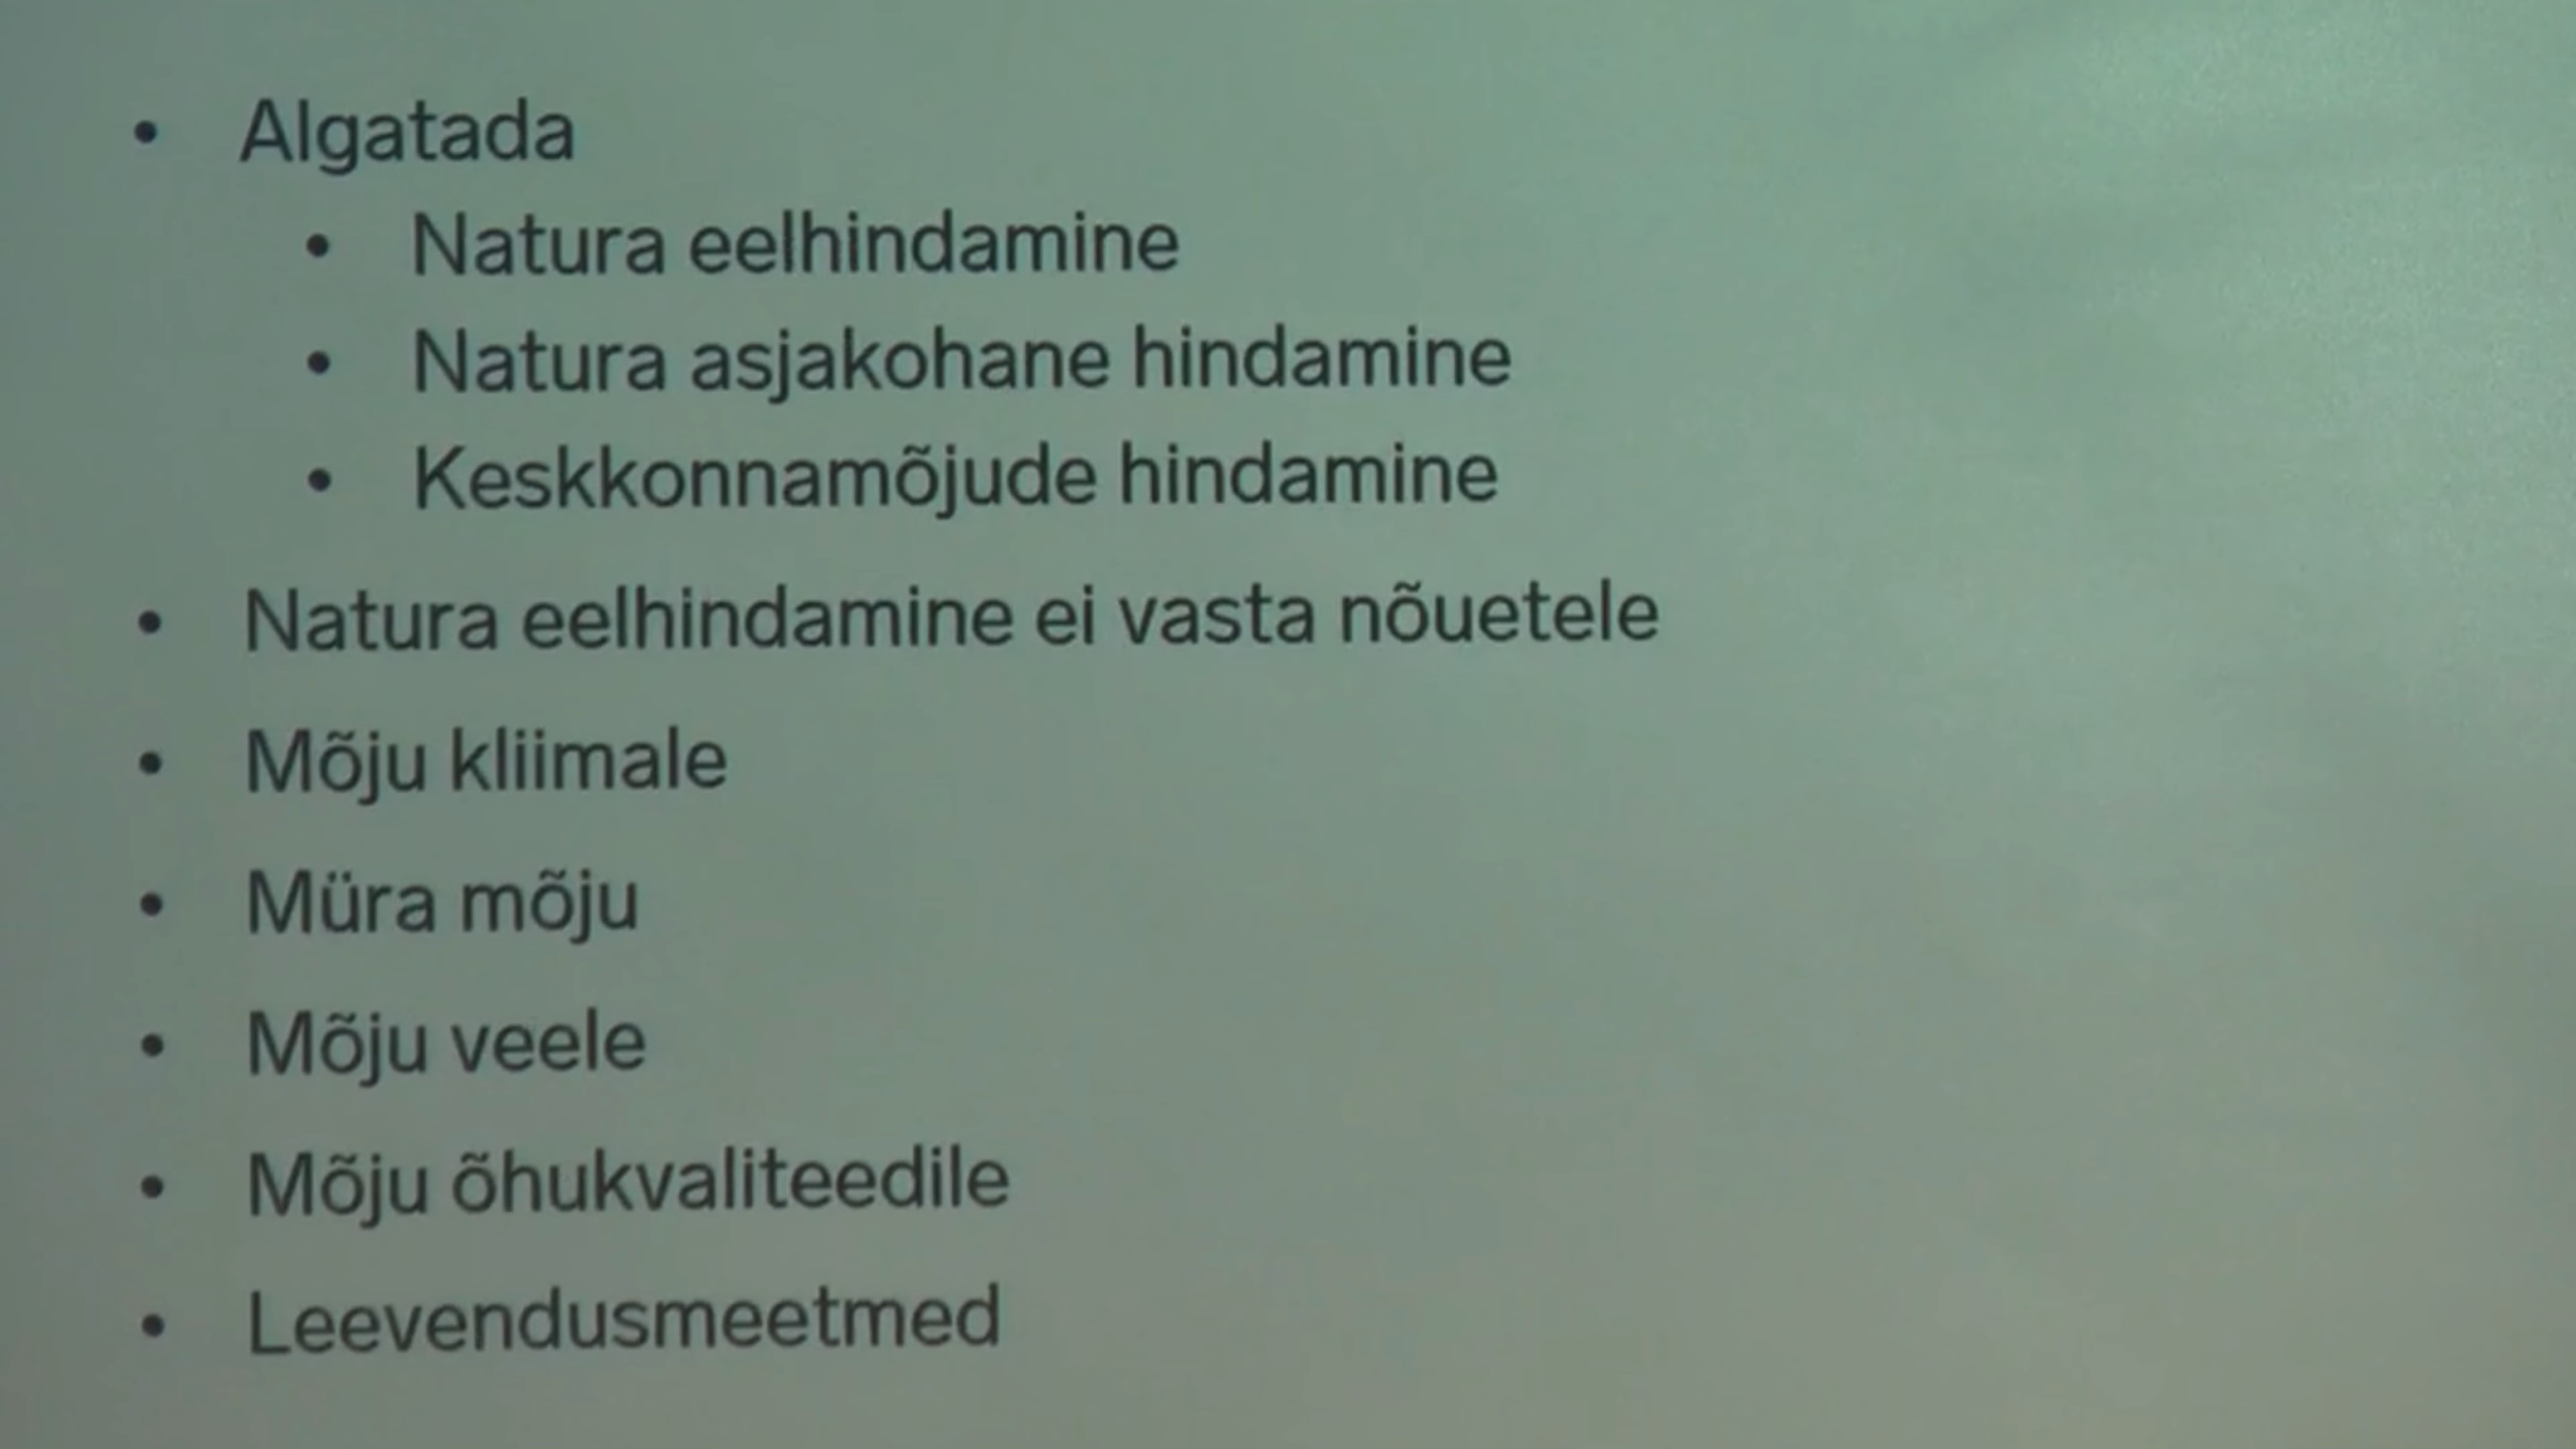 • Algatada
• Natura eelhindamine
• Natura asjakohane hindamine
• Keskkonnamõjude hindamine
• Natura eelhindamine ei vasta nõuetele
• Mõju kliimale
• Müra mõju
• Mõju veele
• Mõju õhukvaliteedile
• Leevendusmeetmed